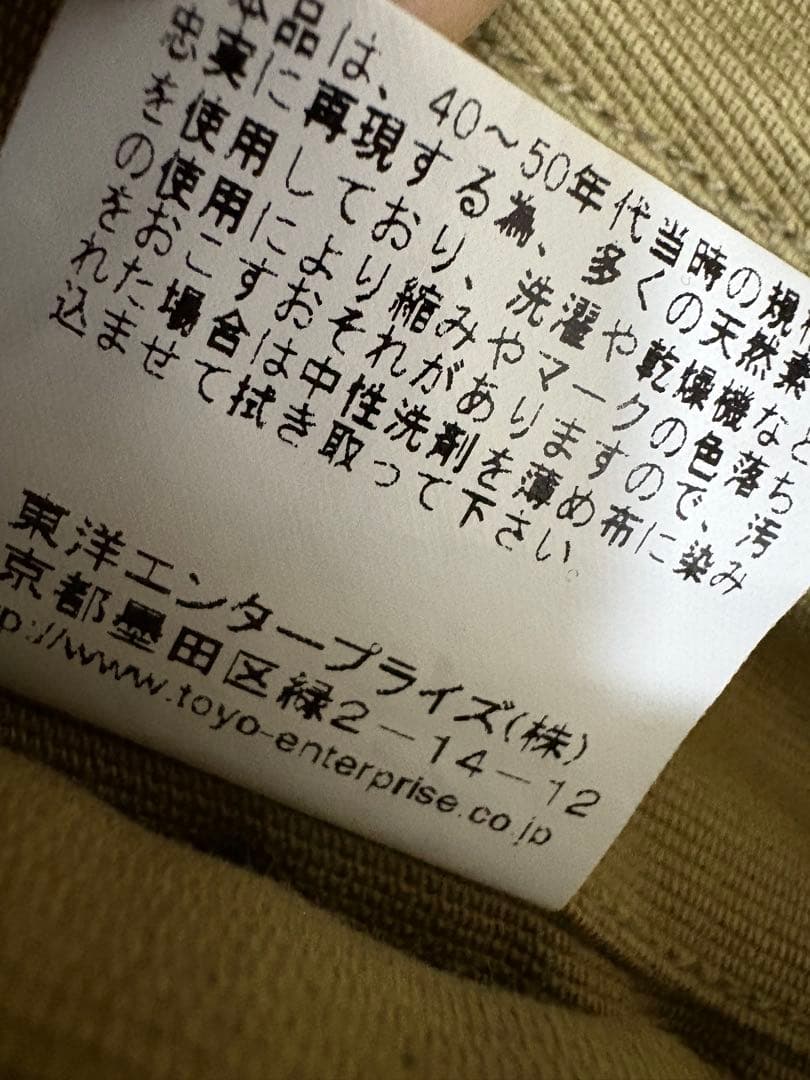 本品は、40～50年代当時の規格
忠実に再現する為、多くの天然素
を使用しており、洗濯や乾燥機など
の使用により縮みやマークの色落ち
をおこすおそれがありますので、汚
れた場合は中性洗剤を薄め布に染み
込ませて拭き取って下さい。
東洋エンタープライズ(株)
京都墨田区緑2－14－12
p://www.toyo-enterprise.co.jp